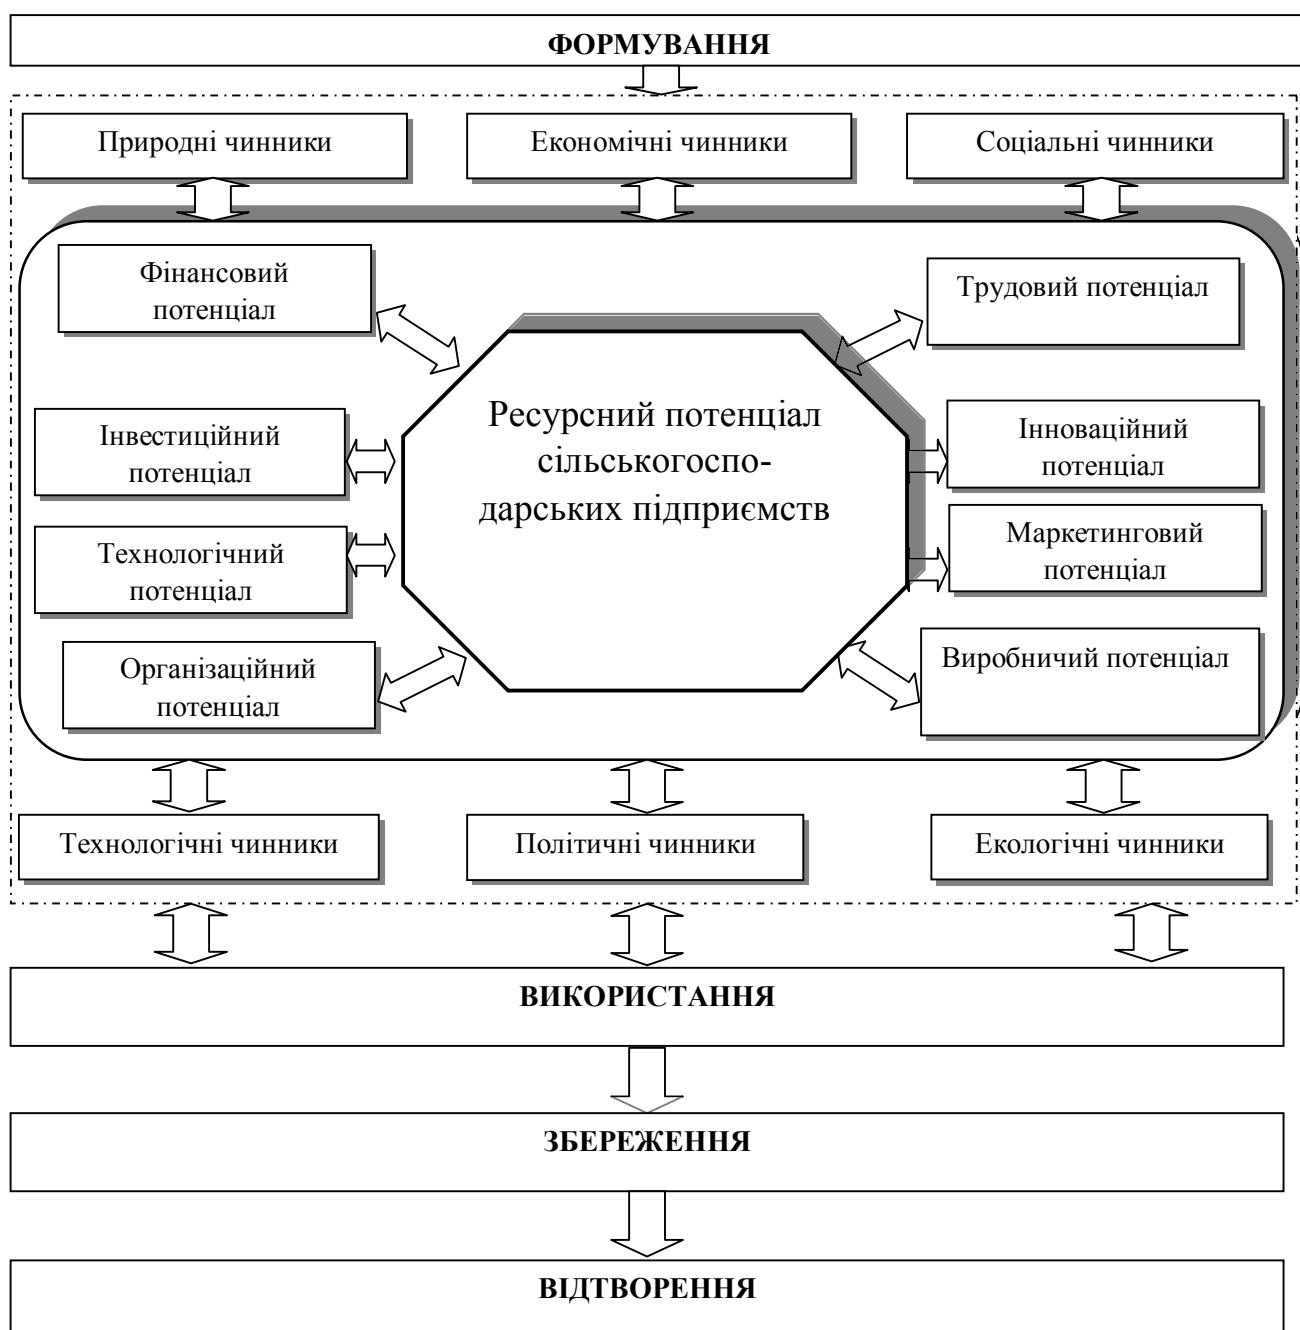 ФОРМУВАННЯ
Природні чинники
Економічні чинники
Соціальні чинники
Фінансовий
потенціал
Трудовий потенціал
Ресурсний потенціал
сільськогоспо-
дарських підприємств
Інвестиційний
потенціал
Інноваційний
потенціал
Технологічний
потенціал
Маркетинговий
потенціал
Організаційний
потенціал
Виробничий потенціал
Технологічні чинники
Політичні чинники
Екологічні чинники
ВИКОРИСТАННЯ
ЗБЕРЕЖЕННЯ
ВІДТВОРЕННЯ